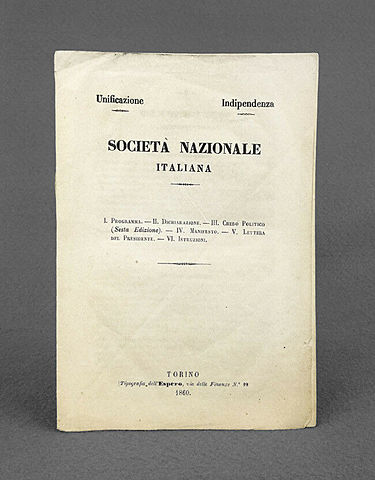 Unificazione Indipendenza
SOCIETÀ NAZIONALE
ITALIANA
I. Programma. — II. Dichiarazione. — III. Credo Politico
(Sesta Edizione). — IV. Manifesto. — V. Lettera
del Presidente. — VI. Istruzioni.
TORINO
(Tipografia dell'Espero, via delle Finanze N.°
1860.